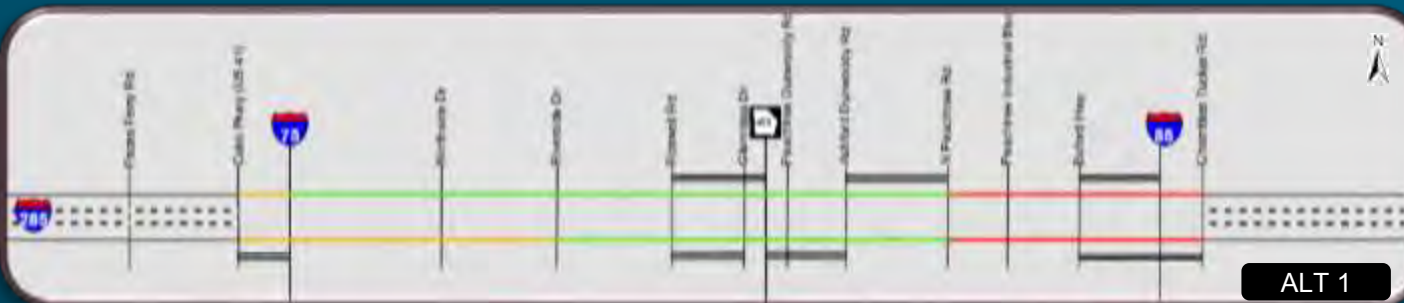 Powers Ferry Rd
Cobb Pkwy (US 41)
75
Northside Dr
Riverside Dr
Roswell Rd
Glenridge Dr
Peachtree Dunwoody Rd
Ashford Dunwoody Rd
N Peachtree Rd
Peachtree Industrial Blvd
Buford Hwy
85
Chamblee Tucker Rd
N
285
ALT 1